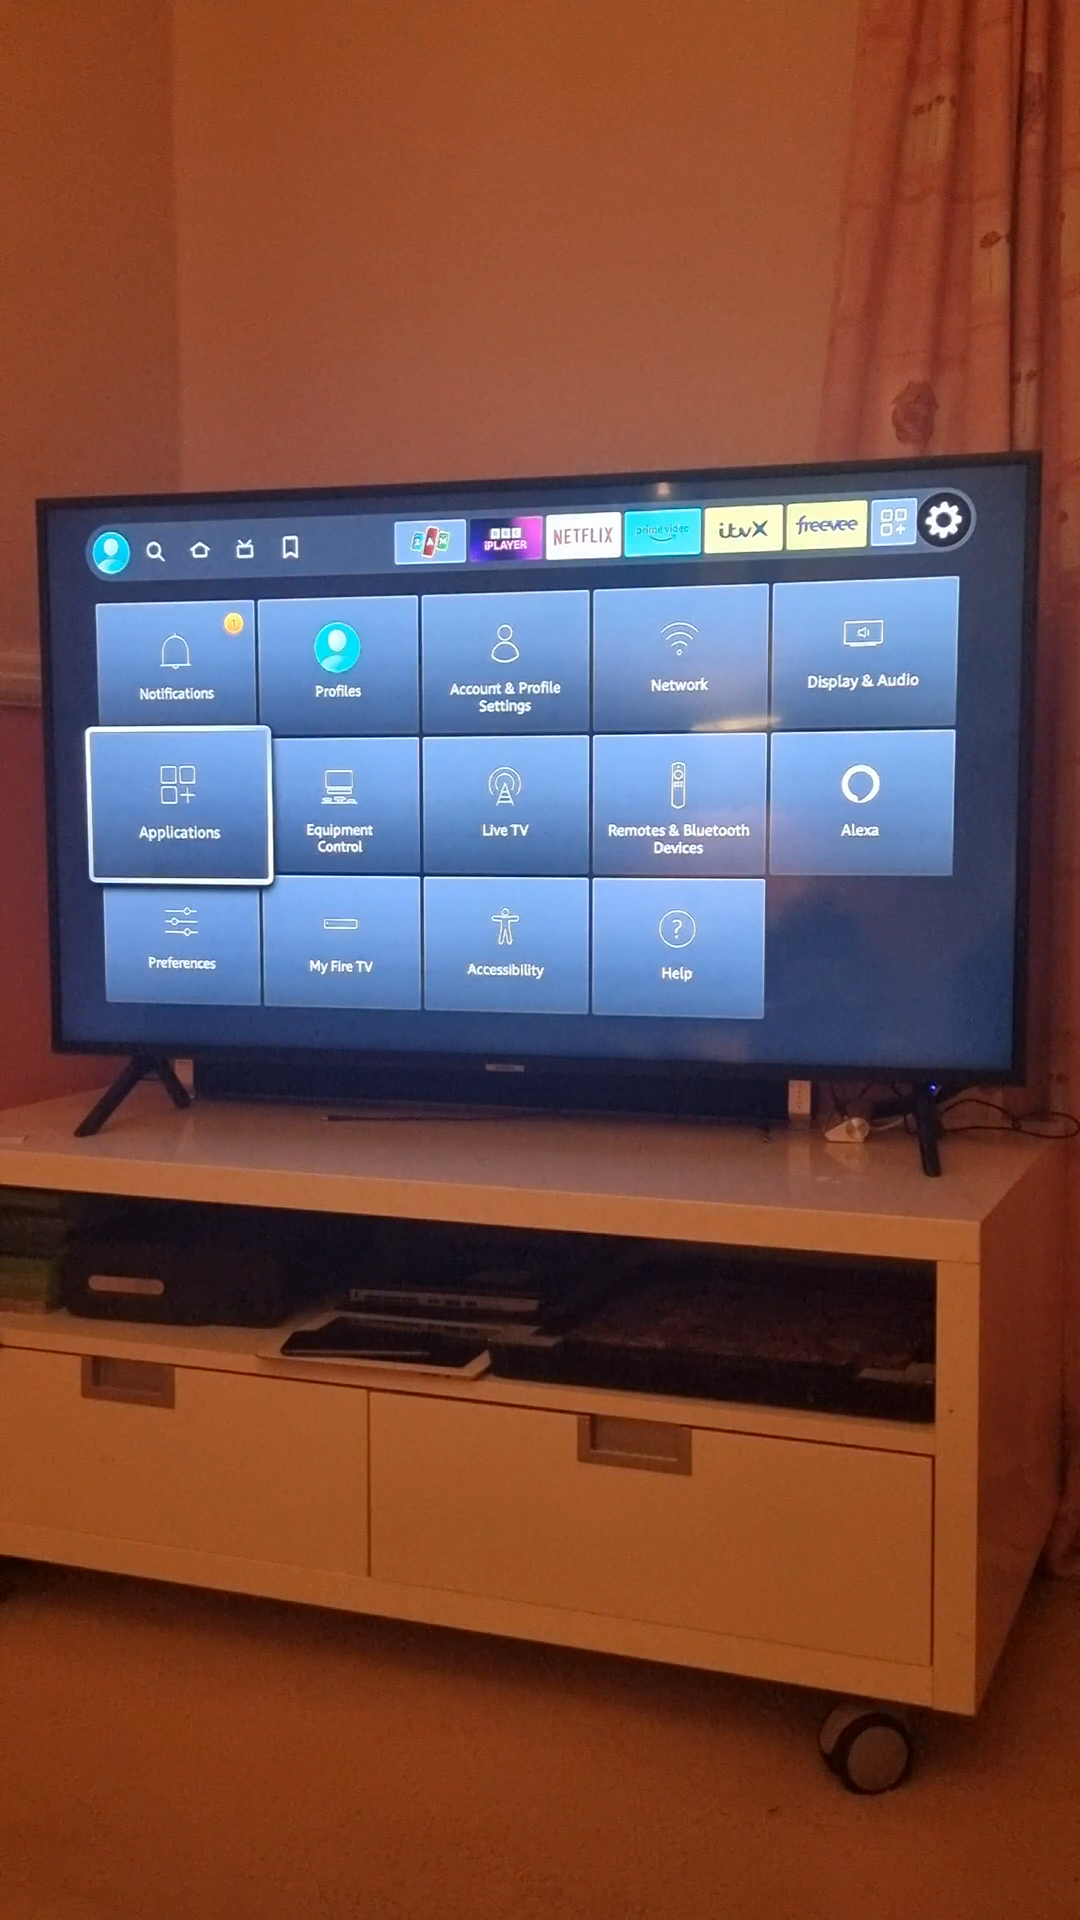 BBC
iPLAYER
NETFLIX
prime video
itvX
freevee
Notifications
Profiles
Account & Profile
Settings
Network
Display & Audio
Applications
Equipment
Control
Live TV
Remotes & Bluetooth
Devices
Alexa
Preferences
My Fire TV
Accessibility
?
Help